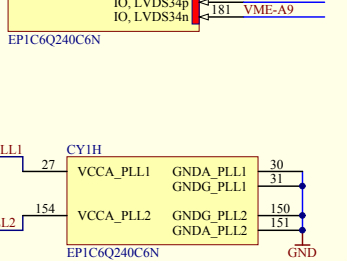 IO, LVDS34p
IO, LVDS34n 181 VME-A9
EP1C6Q240C6N
CY1H
LL1 27 VCCA_PLL1 GNDA_PLL1 30
GNDG_PLL1 31
L2 154 VCCA_PLL2 GNDG_PLL2 150
GNDA_PLL2 151
EP1C6Q240C6N GND